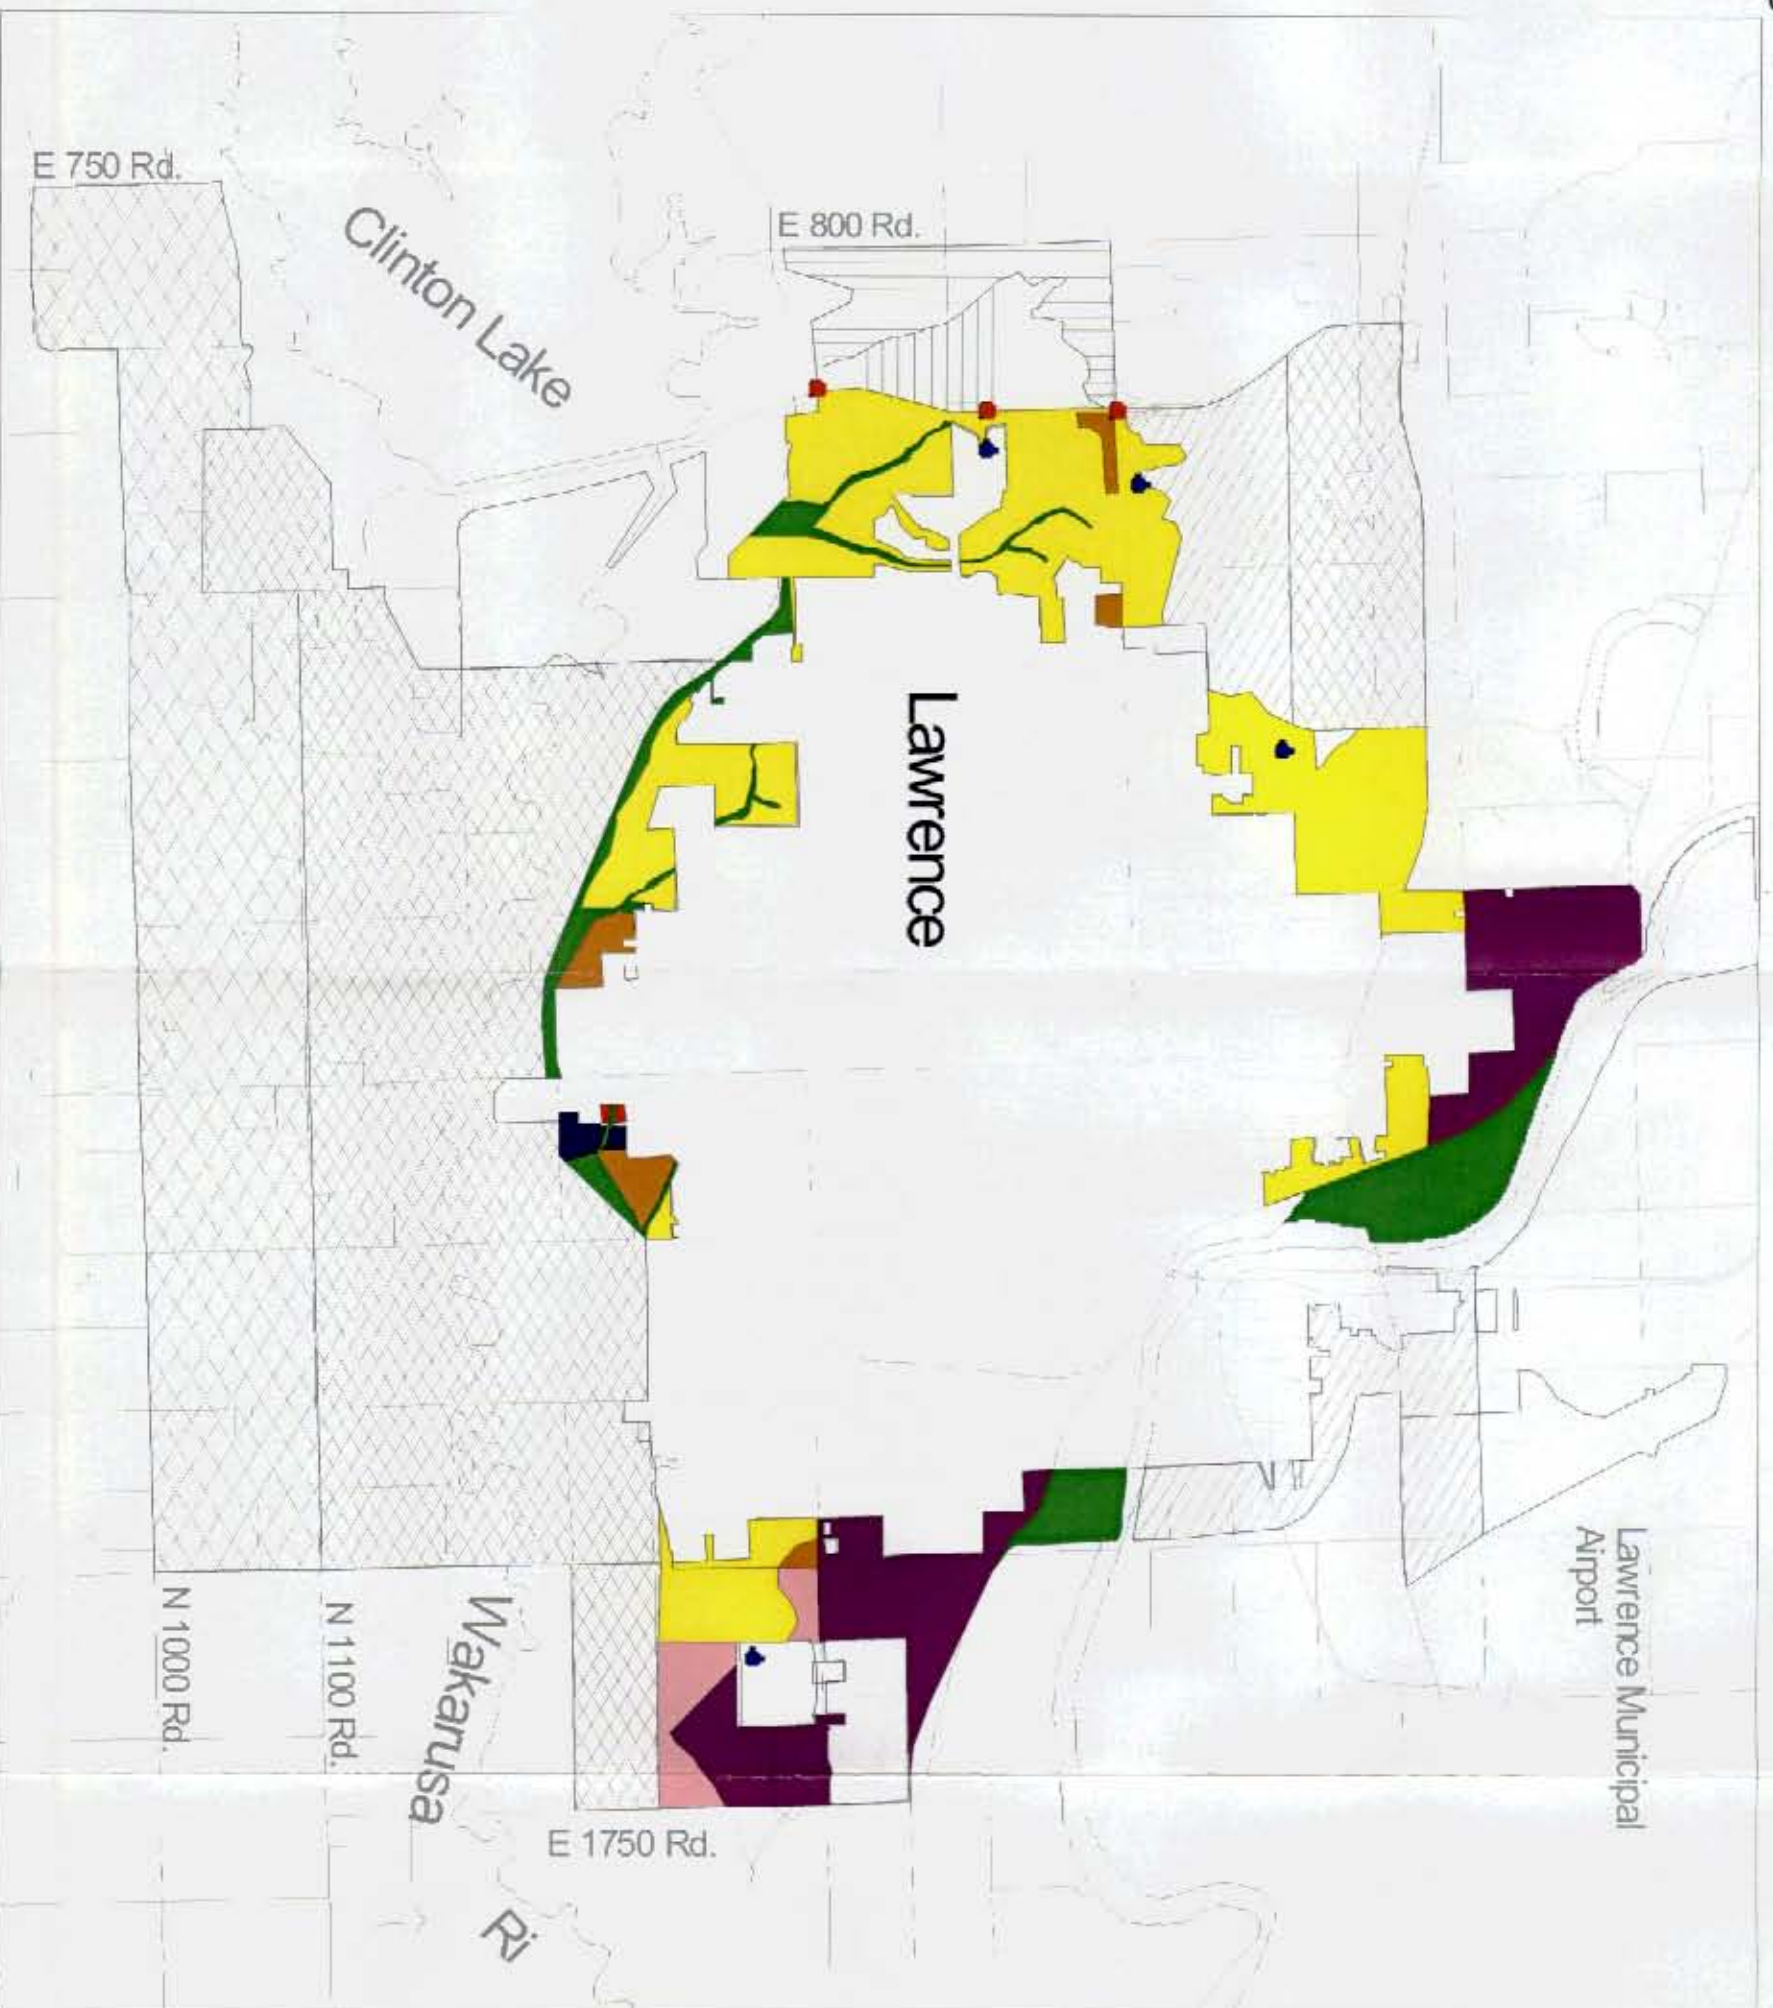 E 750 Rd.
Clinton Lake
E 800 Rd.
Lawrence
Lawrence Municipal
Airport
N 1000 Rd.
N 1100 Rd.
Wakarusa
Ri
E 1750 Rd.